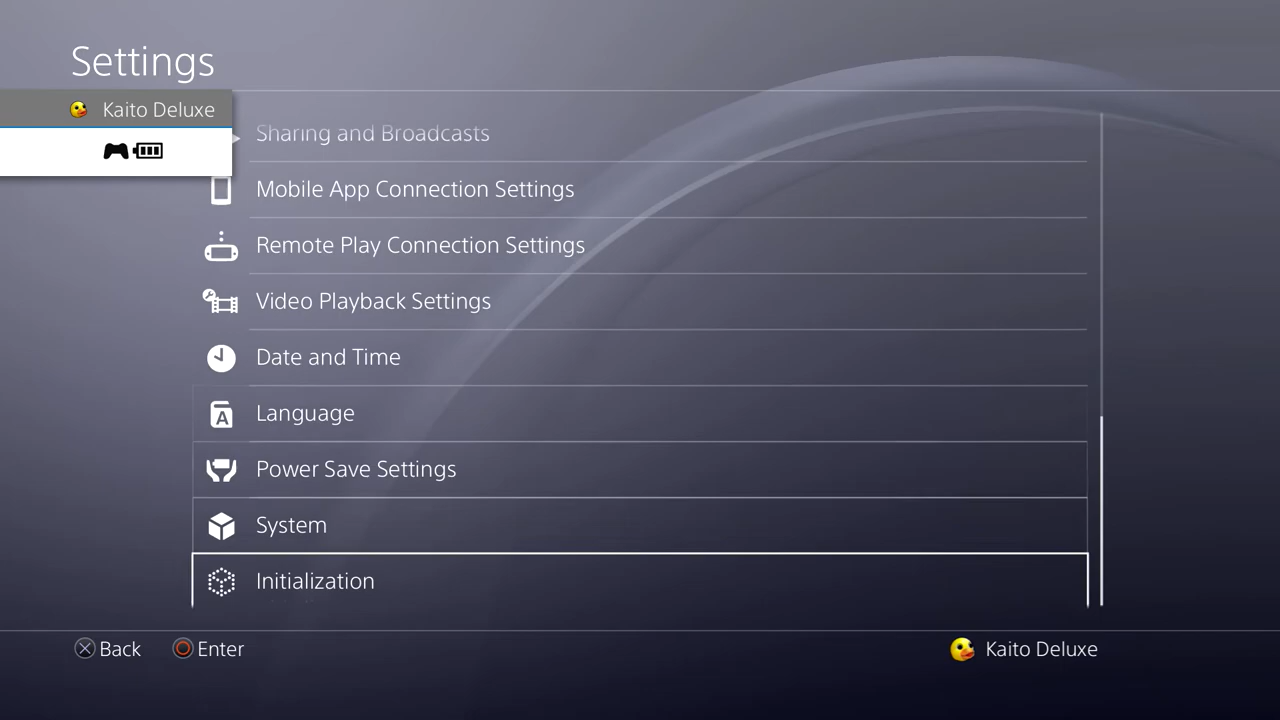 Settings
Kaito Deluxe
Sharing and Broadcasts
Mobile App Connection Settings
Remote Play Connection Settings
Video Playback Settings
Date and Time
A Language
Power Save Settings
System
Initialization
Back Enter Kaito Deluxe